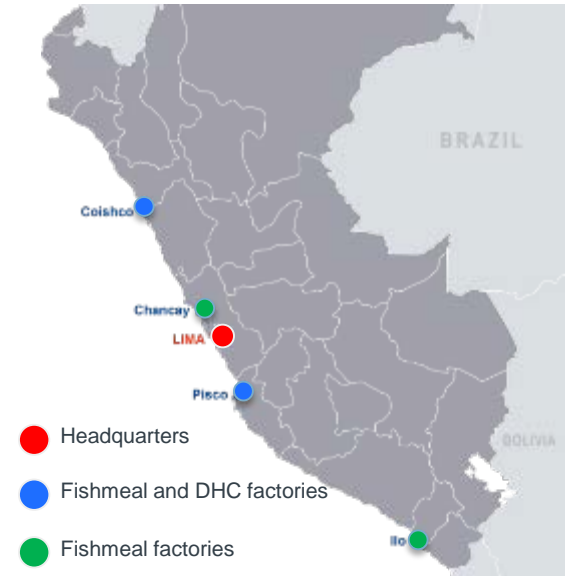 BRAZIL
Coishco
Chancay
LIMA
Pisco
Headquarters
BOLIVIA
Fishmeal and DHC factories
Ilo
Fishmeal factories